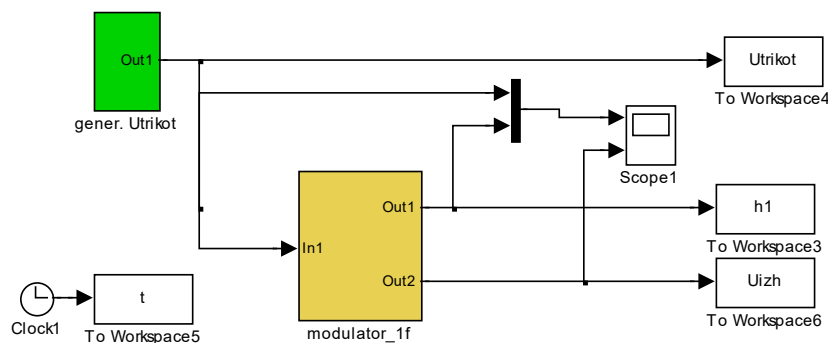 Out1
gener. Utrikot
Utrikot
To Workspace4
Scope1
Out1
In1
Out2
modulator_1f
h1
To Workspace3
Uizh
To Workspace6
Clock1
t
To Workspace5